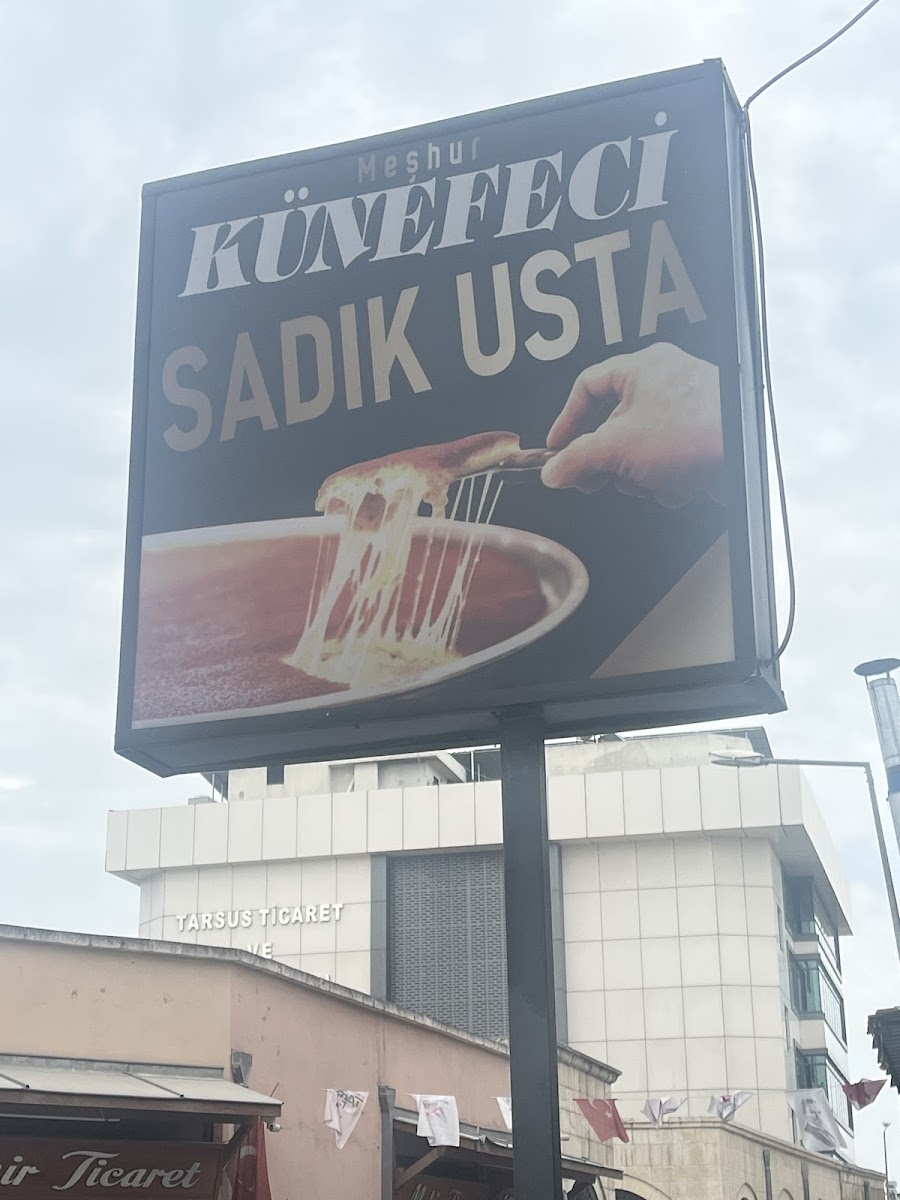 Meşhur
KÜNEFECİ
SADIK USTA
TARSUS TİCARET
VE
ir Ticaret